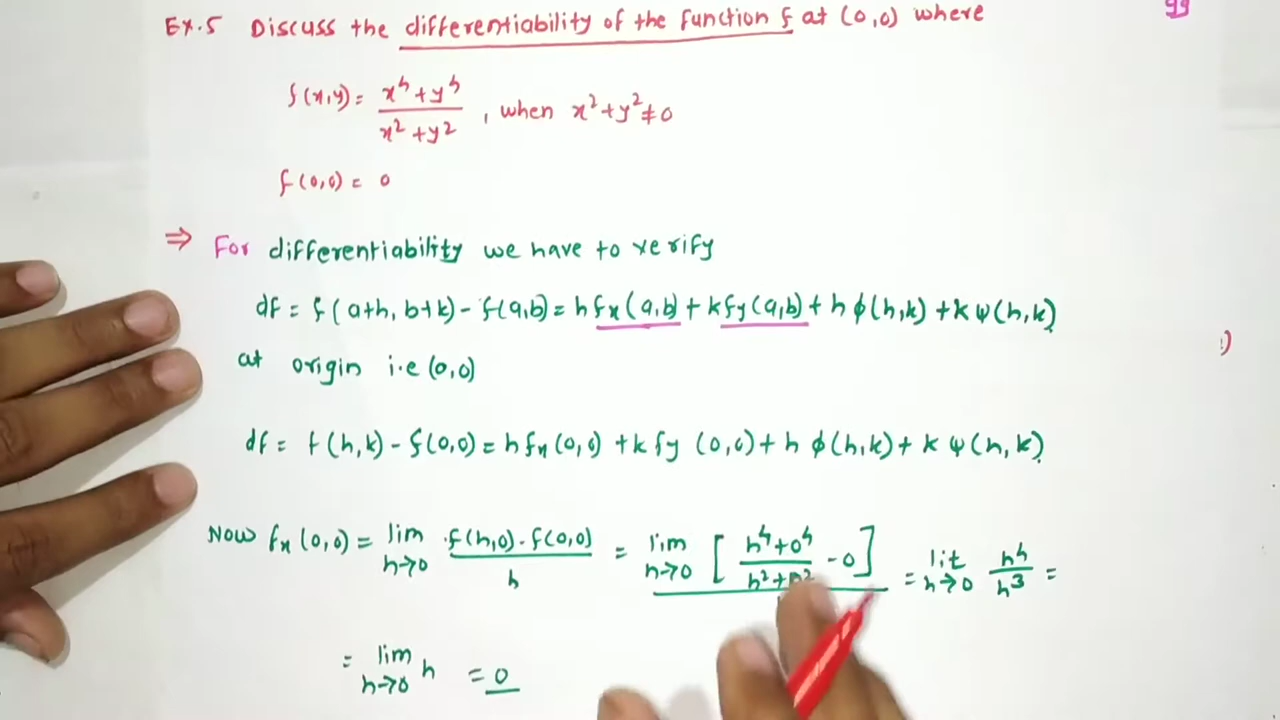 Ex.5 Discuss the differentiability of the function f at (0,0) where
f(x,y) = x⁴+y⁴ / x²+y² , when x²+y²≠0
f(0,0) = 0
⇒ For differentiability we have to verify
df = f(a+h, b+k) - f(a,b) = h fx(a,b) + k fy(a,b) + h ϕ(h,k) + k ψ(h,k)
at origin i.e (0,0)
df = f(h,k) - f(0,0) = h fx(0,0) + k fy (0,0) + h ϕ(h,k) + k ψ(h,k).
Now fx(0,0) = lim h→0 f(h,0) - f(0,0) / h = lim h→0 [ h⁴+0⁴ / h²+0² - 0 ] = lit h→0 h⁴/h³ =
= lim h→0 h = 0